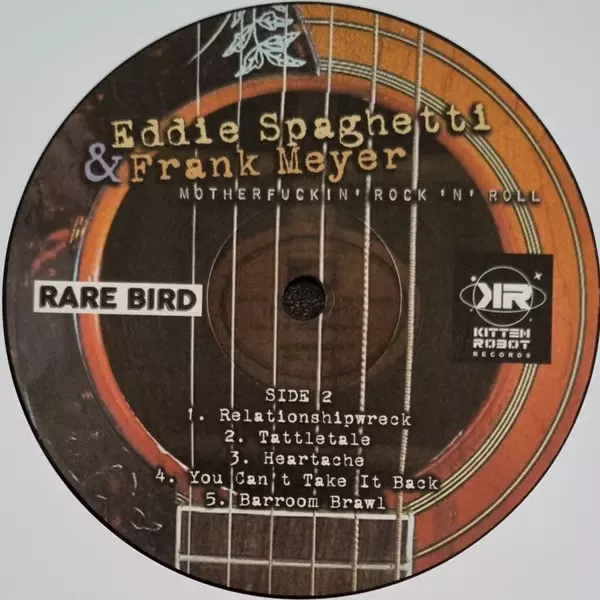 Eddie Spaghetti
& Frank Meyer
MOTHERFUCKIN' ROCK 'N' ROLL
RARE BIRD
KR
KITTEN
ROBOT
RECORDS
SIDE 2
1. Relationshipwreck
2. Tattletale
3. Heartache
4. You Can't Take It Back
5. Barroom Brawl